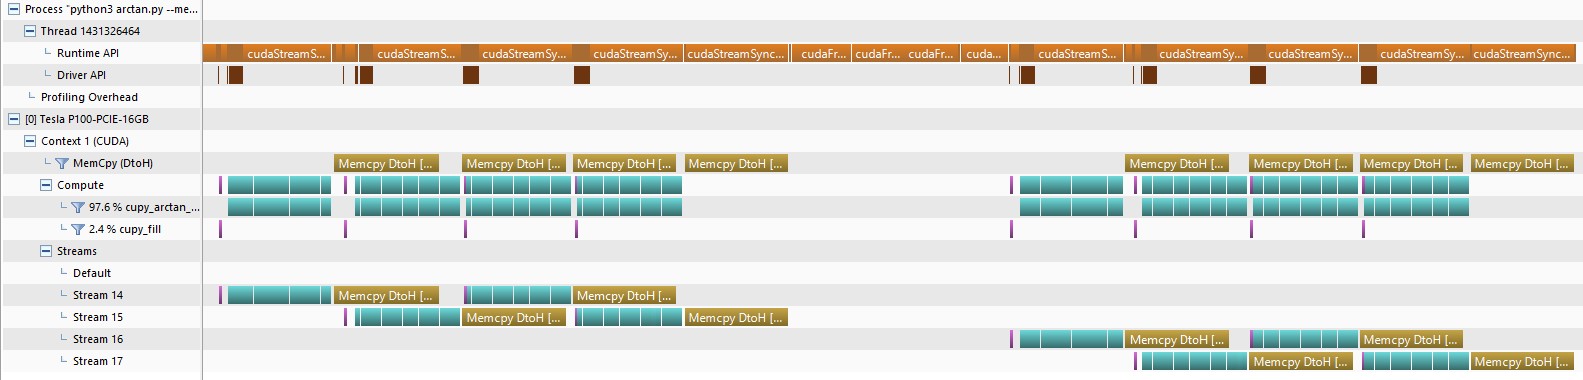 Process "python3 arctan.py --me...
Thread 1431326464
Runtime API cudaStreamS... cudaStreamS... cudaStreamSy... cudaStreamSy... cudaStreamSync... cudaFr... cudaFr... cudaFr... cuda... cudaStreamS... cudaStreamSy... cudaStreamSy... cudaStreamSy... cudaStreamSync...
Driver API
Profiling Overhead
[0] Tesla P100-PCIE-16GB
Context 1 (CUDA)
MemCpy (DtoH) Memcpy DtoH [... Memcpy DtoH [... Memcpy DtoH [... Memcpy DtoH [... Memcpy DtoH [... Memcpy DtoH [... Memcpy DtoH [... Memcpy DtoH [...
Compute
97.6 % cupy_arctan_...
2.4 % cupy_fill
Streams
Default
Stream 14 Memcpy DtoH [... Memcpy DtoH [...
Stream 15 Memcpy DtoH [... Memcpy DtoH [...
Stream 16 Memcpy DtoH [... Memcpy DtoH [...
Stream 17 Memcpy DtoH [... Memcpy DtoH [...